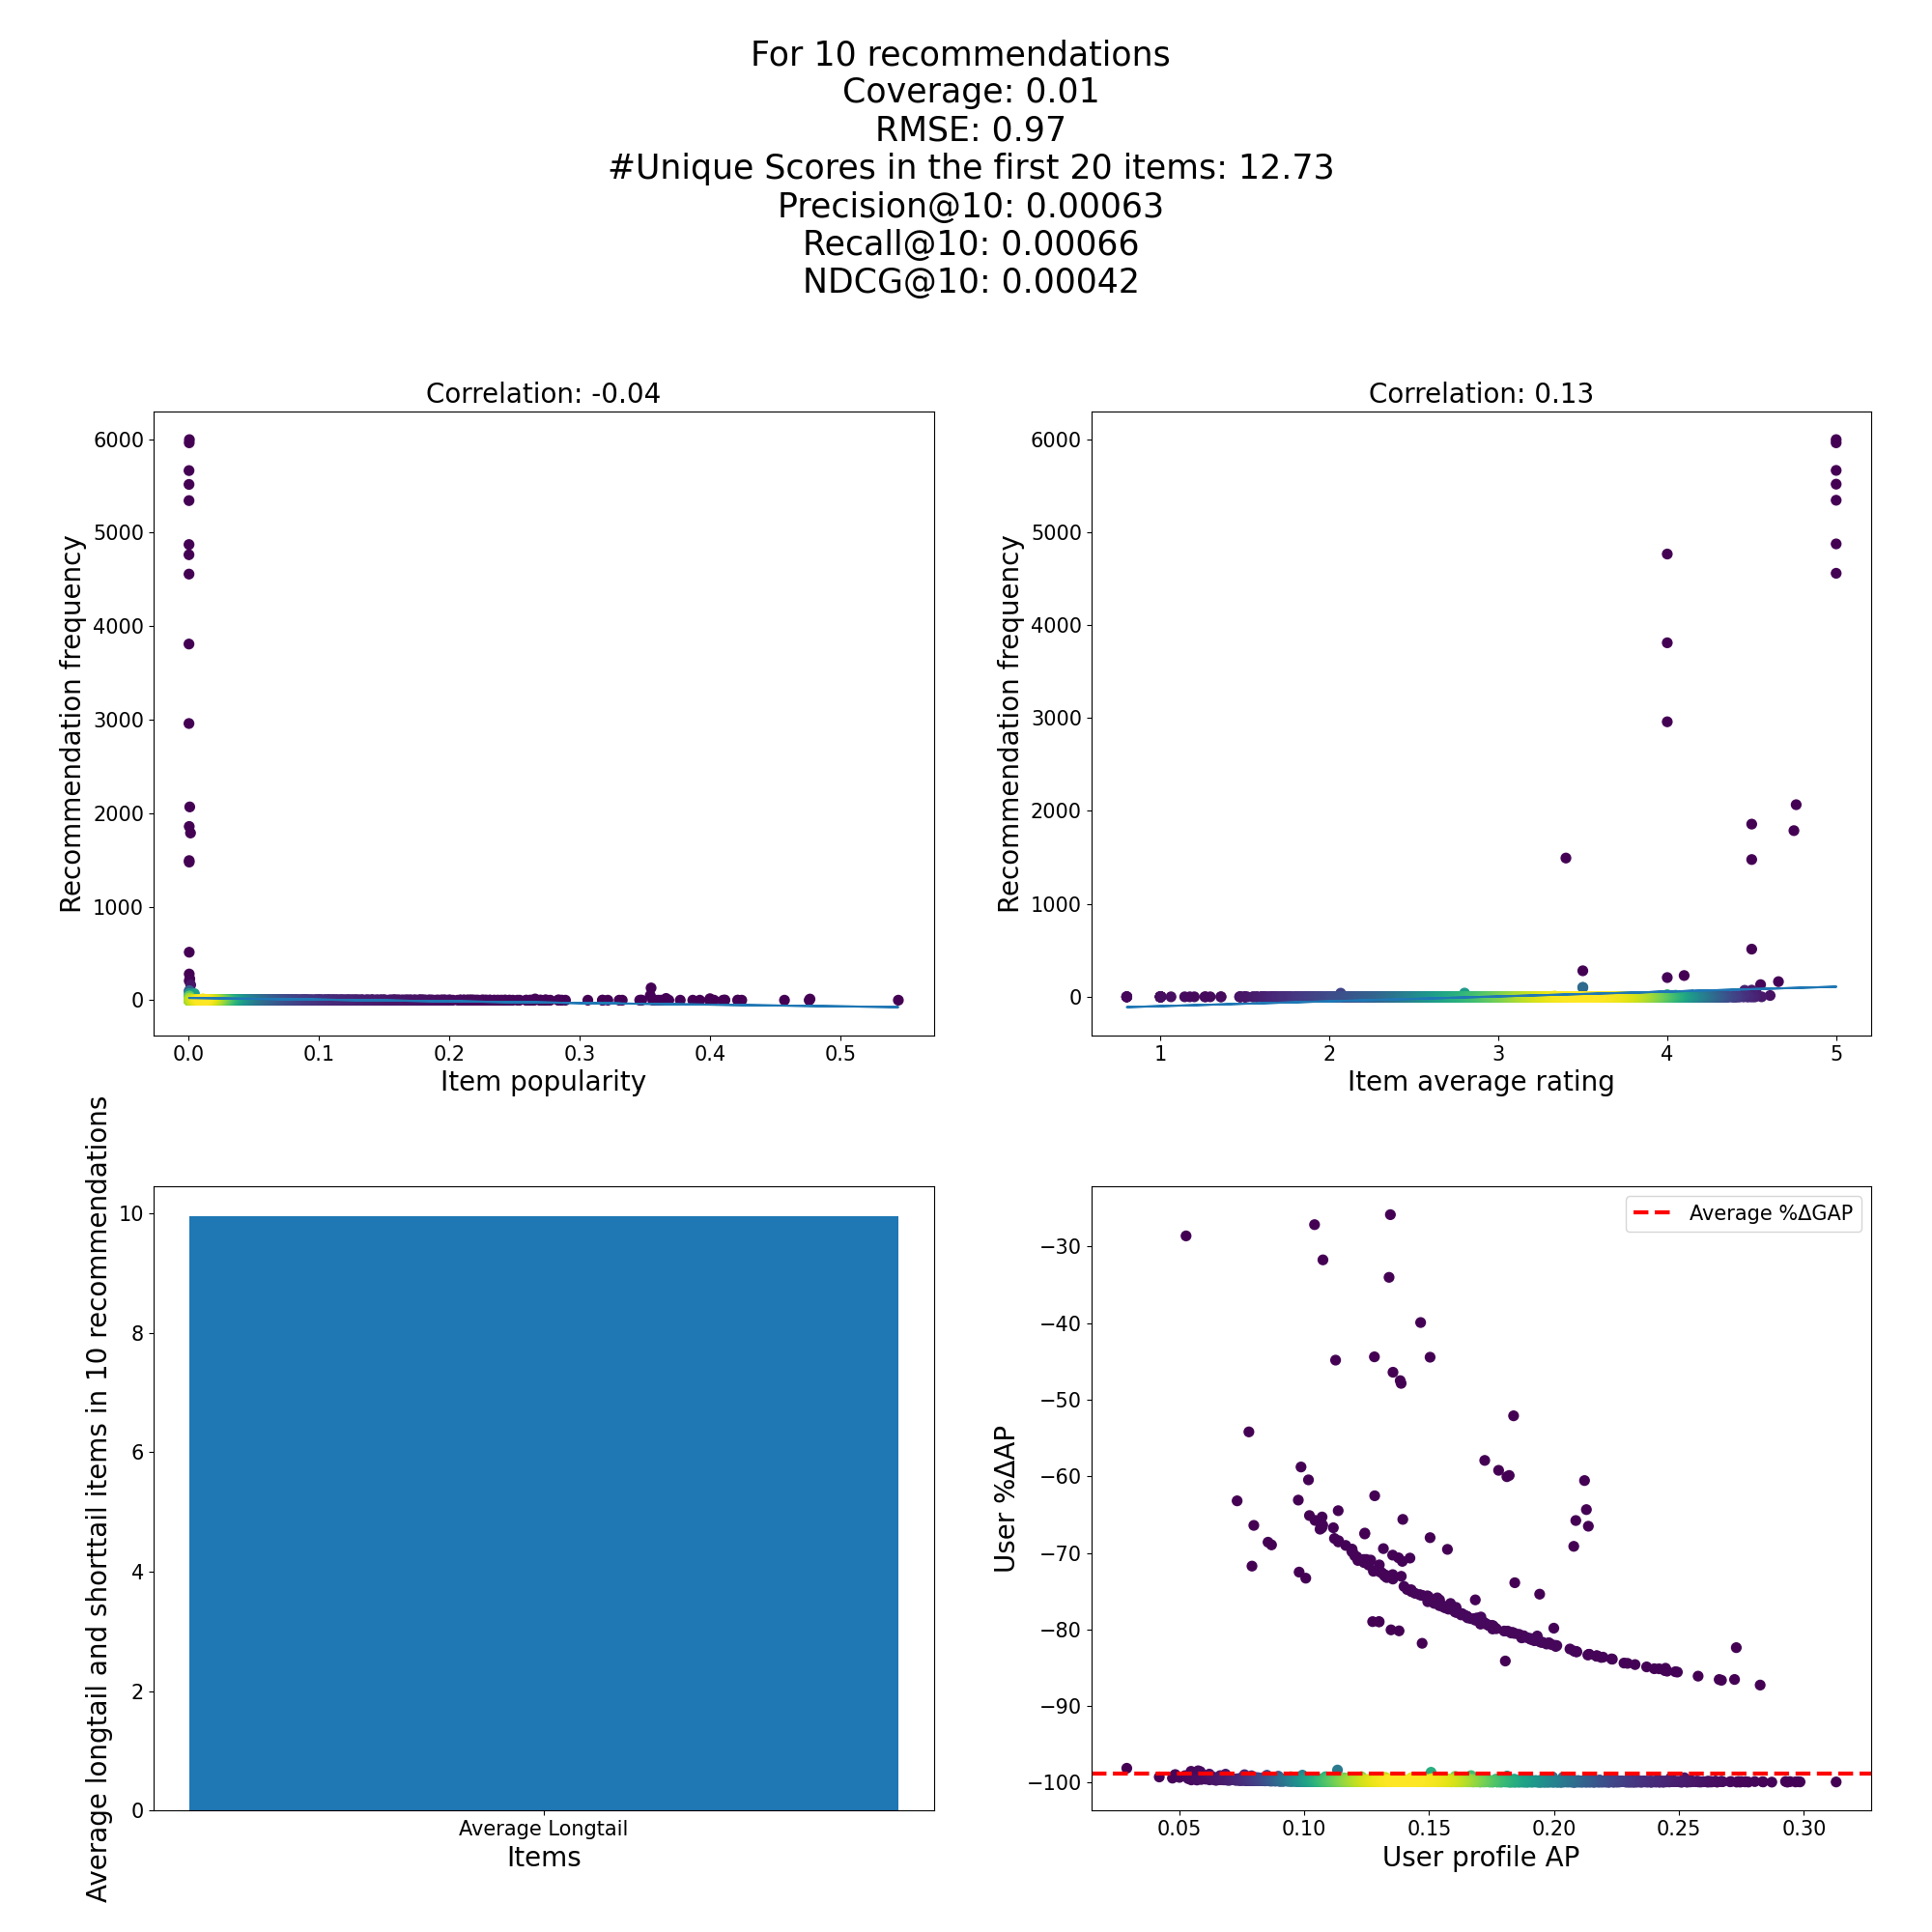 For 10 recommendations
Coverage: 0.01
RMSE: 0.97
#Unique Scores in the first 20 items: 12.73
Precision@10: 0.00063
Recall@10: 0.00066
NDCG@10: 0.00042
Correlation: -0.04
6000
5000
4000
3000
2000
1000
0
Recommendation frequency
0.0 0.1 0.2 0.3 0.4 0.5
Item popularity
Correlation: 0.13
6000
5000
4000
3000
2000
1000
0
Recommendation frequency
1 2 3 4 5
Item average rating
10
8
6
4
2
0
Average longtail and shorttail items in 10 recommendations
Average Longtail
Items
Average %ΔGAP
−30
−40
−50
−60
−70
−80
−90
−100
User %ΔAP
0.05 0.10 0.15 0.20 0.25 0.30
User profile AP